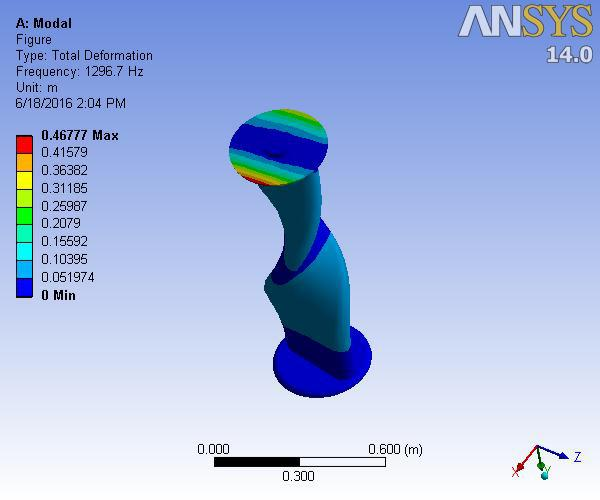 A: Modal
Figure
Type: Total Deformation
Frequency: 1296.7 Hz
Unit: m
6/18/2016 2:04 PM
ANSYS
14.0
0.46777 Max
0.41579
0.36382
0.31185
0.25987
0.2079
0.15592
0.10395
0.051974
0 Min
0.000
0.600 (m)
0.300
X
Y
Z